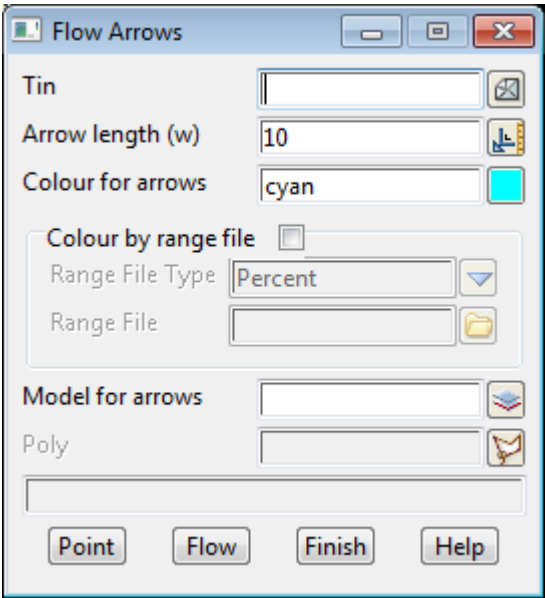 Flow Arrows
Tin
Arrow length (w) 10
Colour for arrows cyan
Colour by range file
Range File Type Percent
Range File
Model for arrows
Poly
Point Flow Finish Help